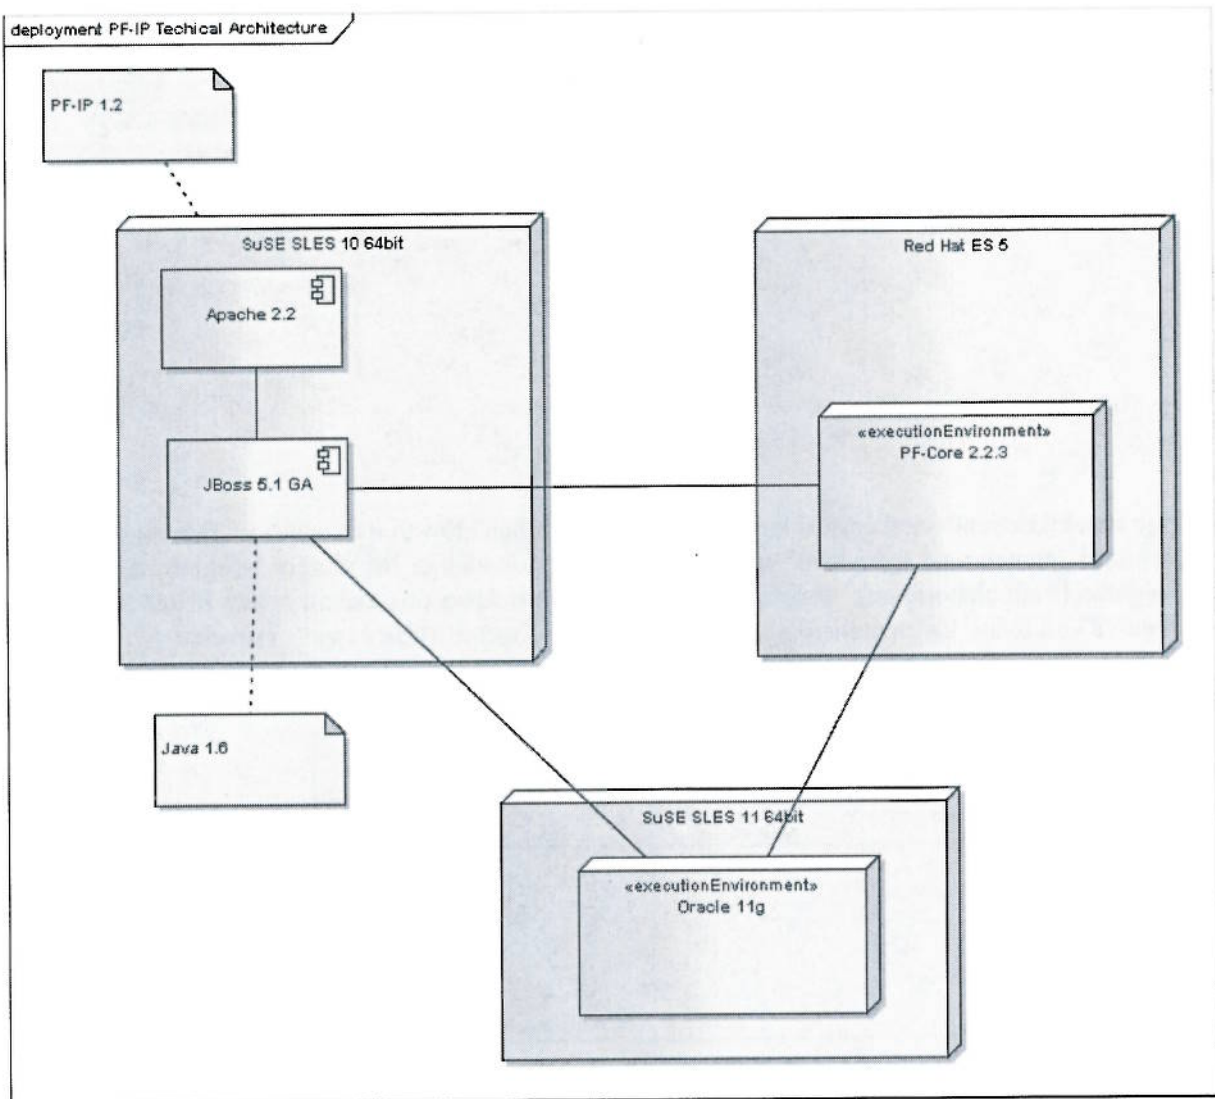 deployment PF-IP Techical Architecture
PF-IP 1.2
SuSE SLES 10 64bit
Apache 2.2
JBoss 5.1 GA
Java 1.6
Red Hat ES 5
«executionEnvironment»
PF-Core 2.2.3
SuSE SLES 11 64bit
«executionEnvironment»
Oracle 11g